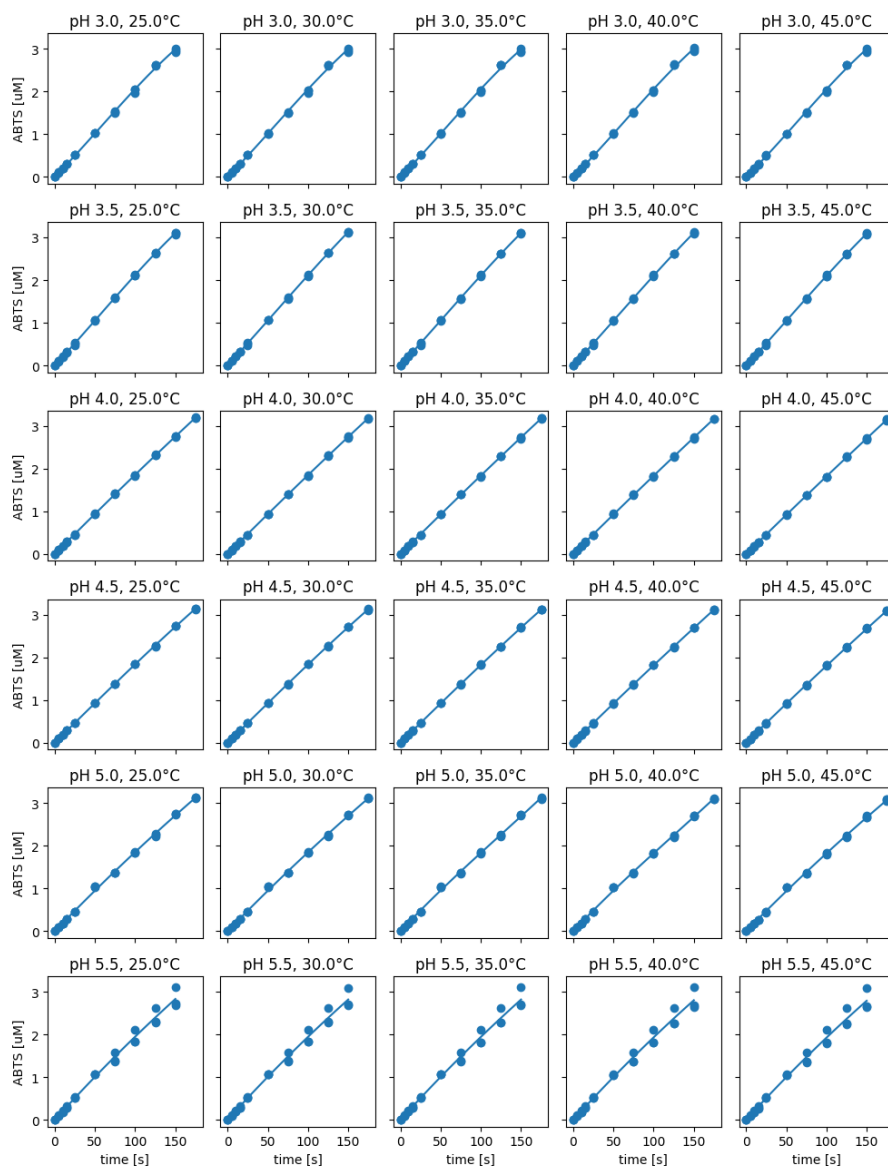 pH 3.0, 25.0°C pH 3.0, 30.0°C pH 3.0, 35.0°C pH 3.0, 40.0°C pH 3.0, 45.0°C
3
2
1
0
ABTS [uM]
pH 3.5, 25.0°C pH 3.5, 30.0°C pH 3.5, 35.0°C pH 3.5, 40.0°C pH 3.5, 45.0°C
3
2
1
0
ABTS [uM]
pH 4.0, 25.0°C pH 4.0, 30.0°C pH 4.0, 35.0°C pH 4.0, 40.0°C pH 4.0, 45.0°C
3
2
1
0
ABTS [uM]
pH 4.5, 25.0°C pH 4.5, 30.0°C pH 4.5, 35.0°C pH 4.5, 40.0°C pH 4.5, 45.0°C
3
2
1
0
ABTS [uM]
pH 5.0, 25.0°C pH 5.0, 30.0°C pH 5.0, 35.0°C pH 5.0, 40.0°C pH 5.0, 45.0°C
3
2
1
0
ABTS [uM]
pH 5.5, 25.0°C pH 5.5, 30.0°C pH 5.5, 35.0°C pH 5.5, 40.0°C pH 5.5, 45.0°C
3
2
1
0
ABTS [uM]
0 50 100 150 0 50 100 150 0 50 100 150 0 50 100 150 0 50 100 150
time [s] time [s] time [s] time [s] time [s]